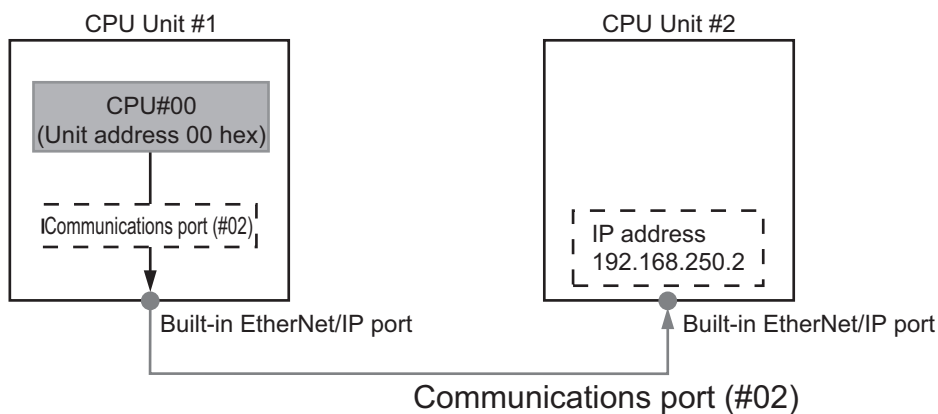 CPU Unit #1
CPU Unit #2
CPU#00
(Unit address 00 hex)
Communications port (#02)
IP address
192.168.250.2
Built-in EtherNet/IP port
Built-in EtherNet/IP port
Communications port (#02)